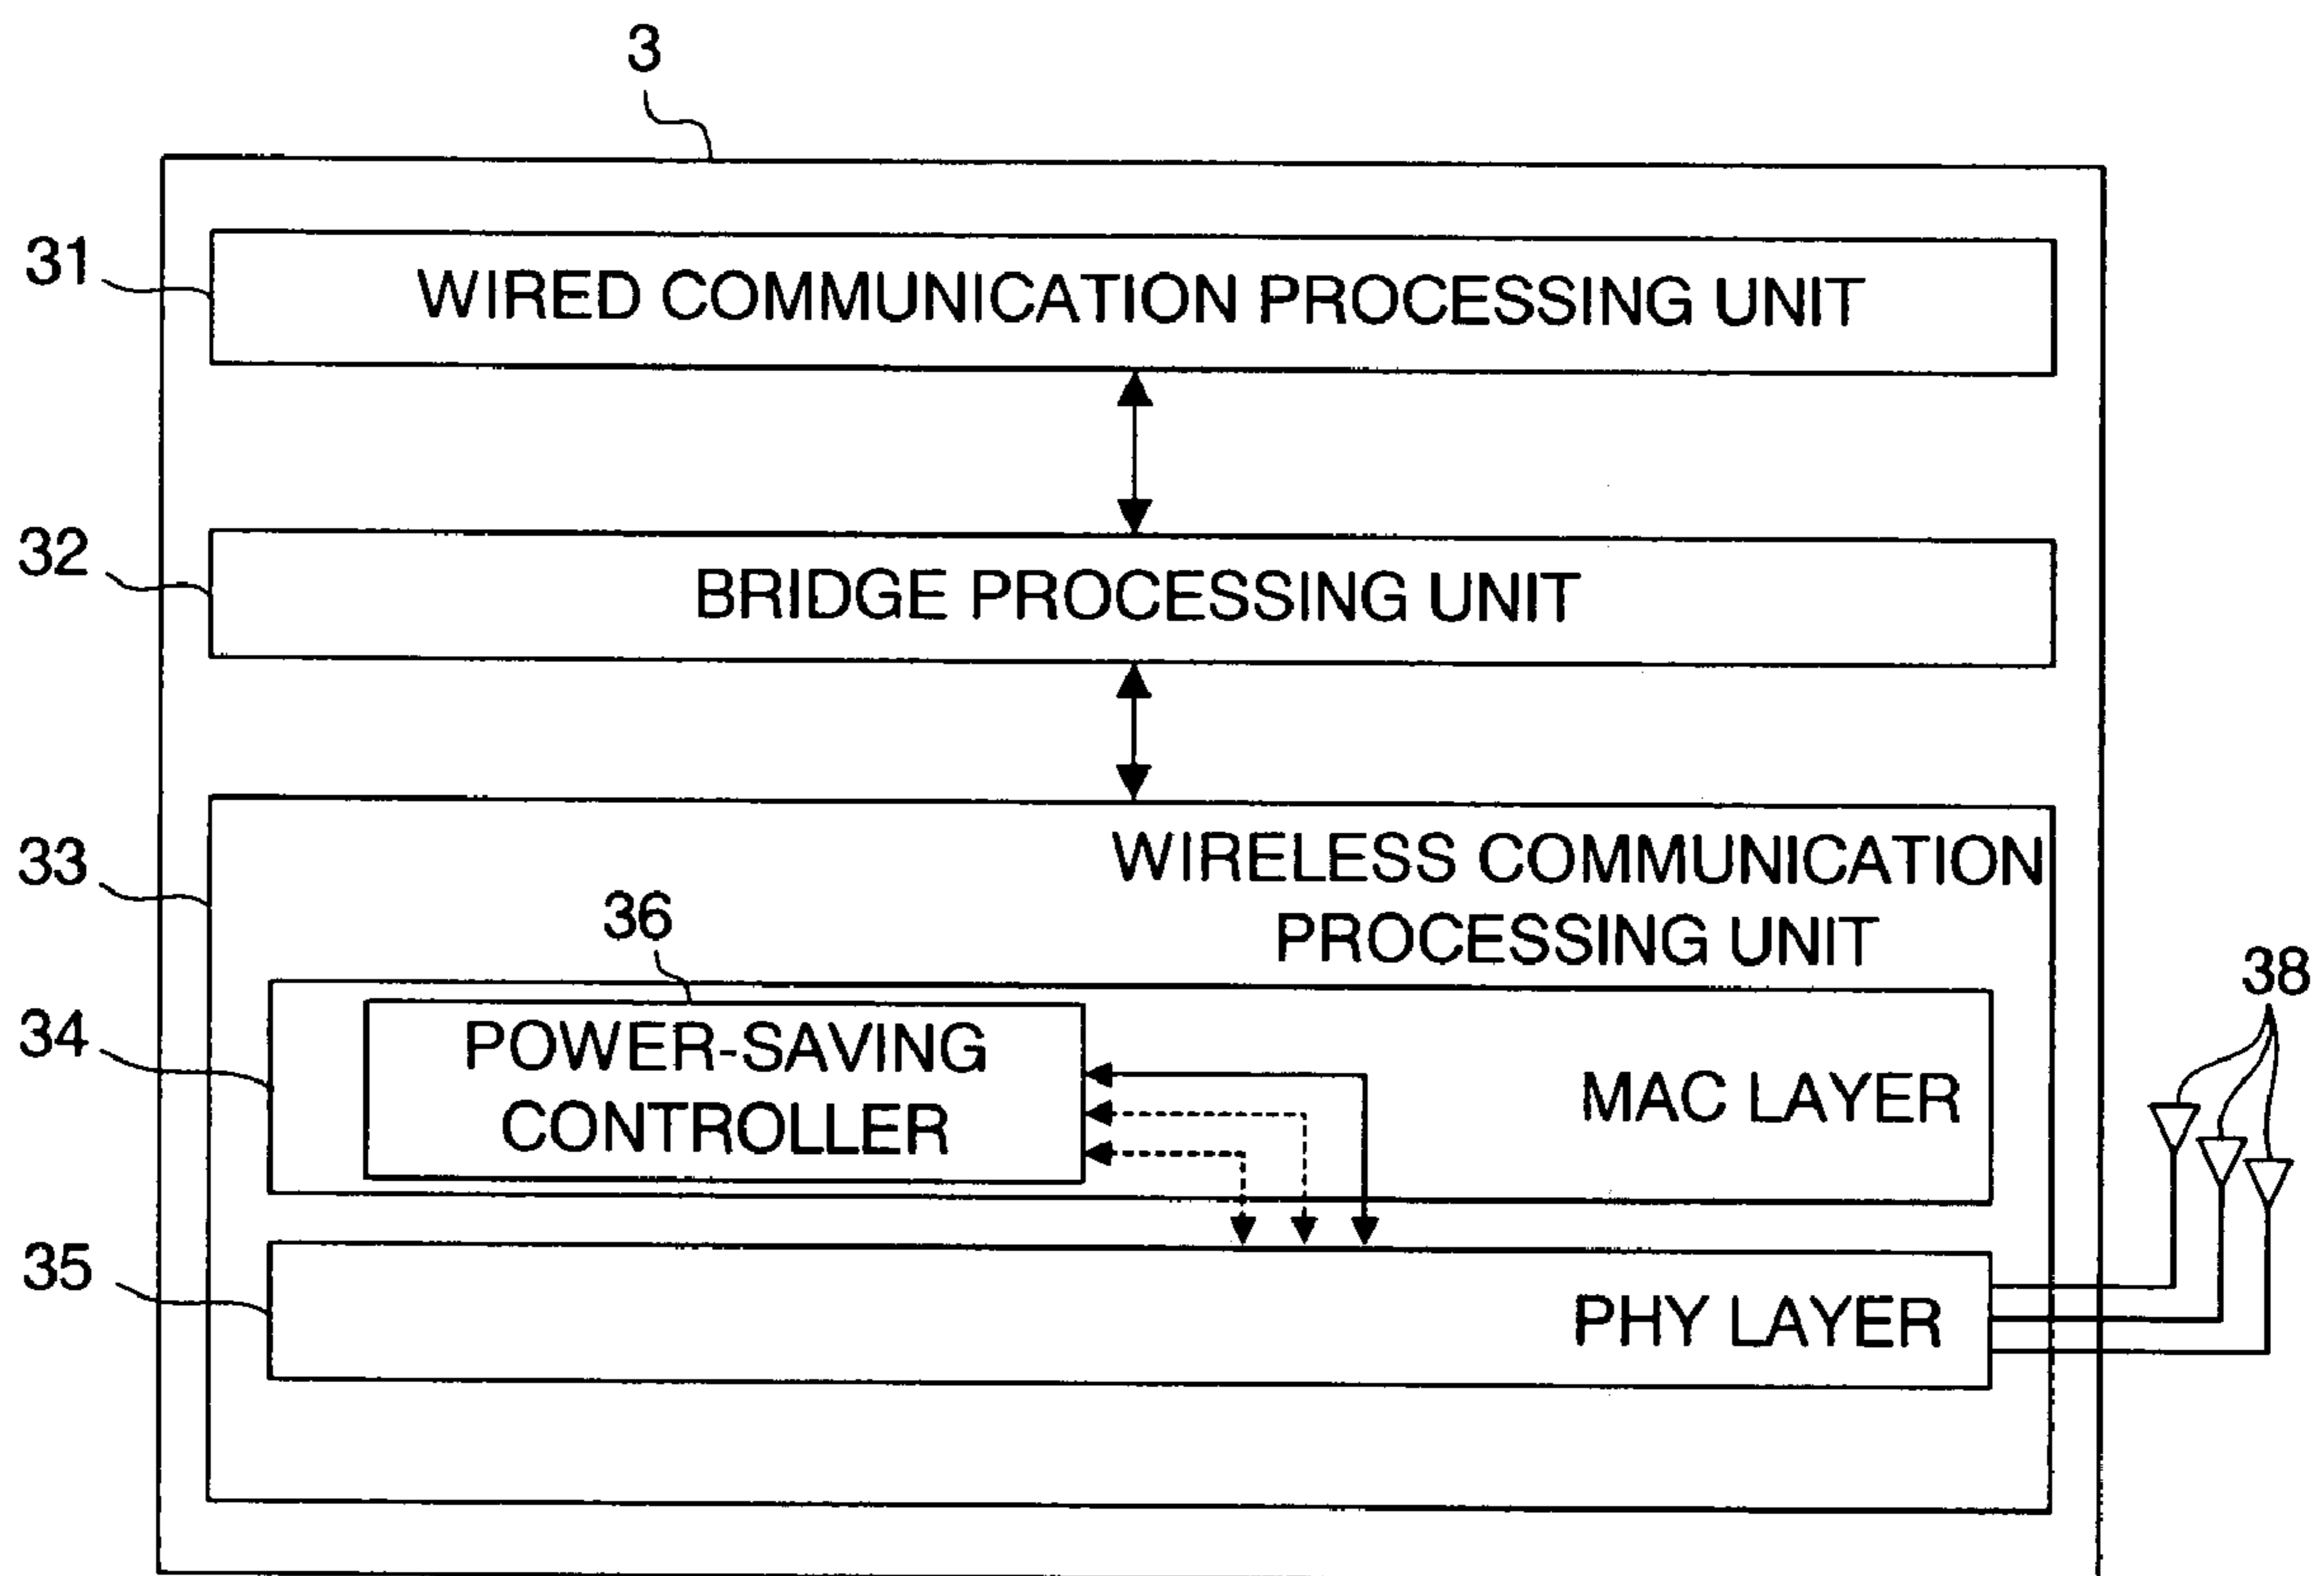 3
31
WIRED COMMUNICATION PROCESSING UNIT
32
BRIDGE PROCESSING UNIT
33
WIRELESS COMMUNICATION
PROCESSING UNIT
36
38
34
POWER-SAVING
CONTROLLER
MAC LAYER
35
PHY LAYER